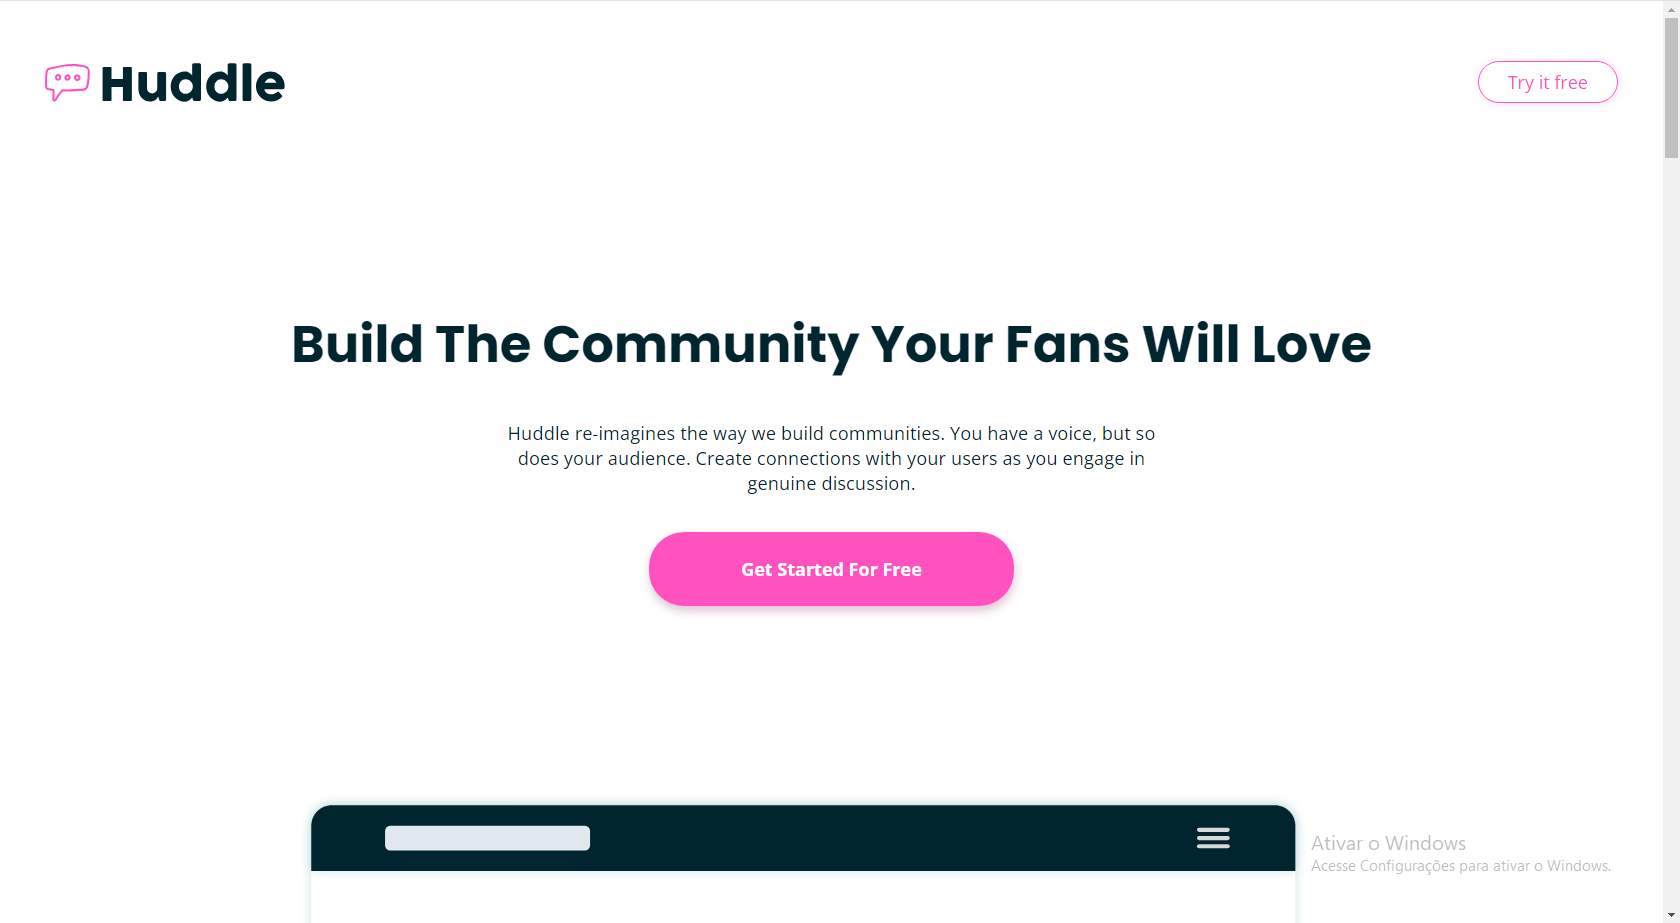 Huddle
Try it free
Build The Community Your Fans Will Love
Huddle re-imagines the way we build communities. You have a voice, but so
does your audience. Create connections with your users as you engage in
genuine discussion.
Get Started For Free
Ativar o Windows
Acesse Configurações para ativar o Windows.